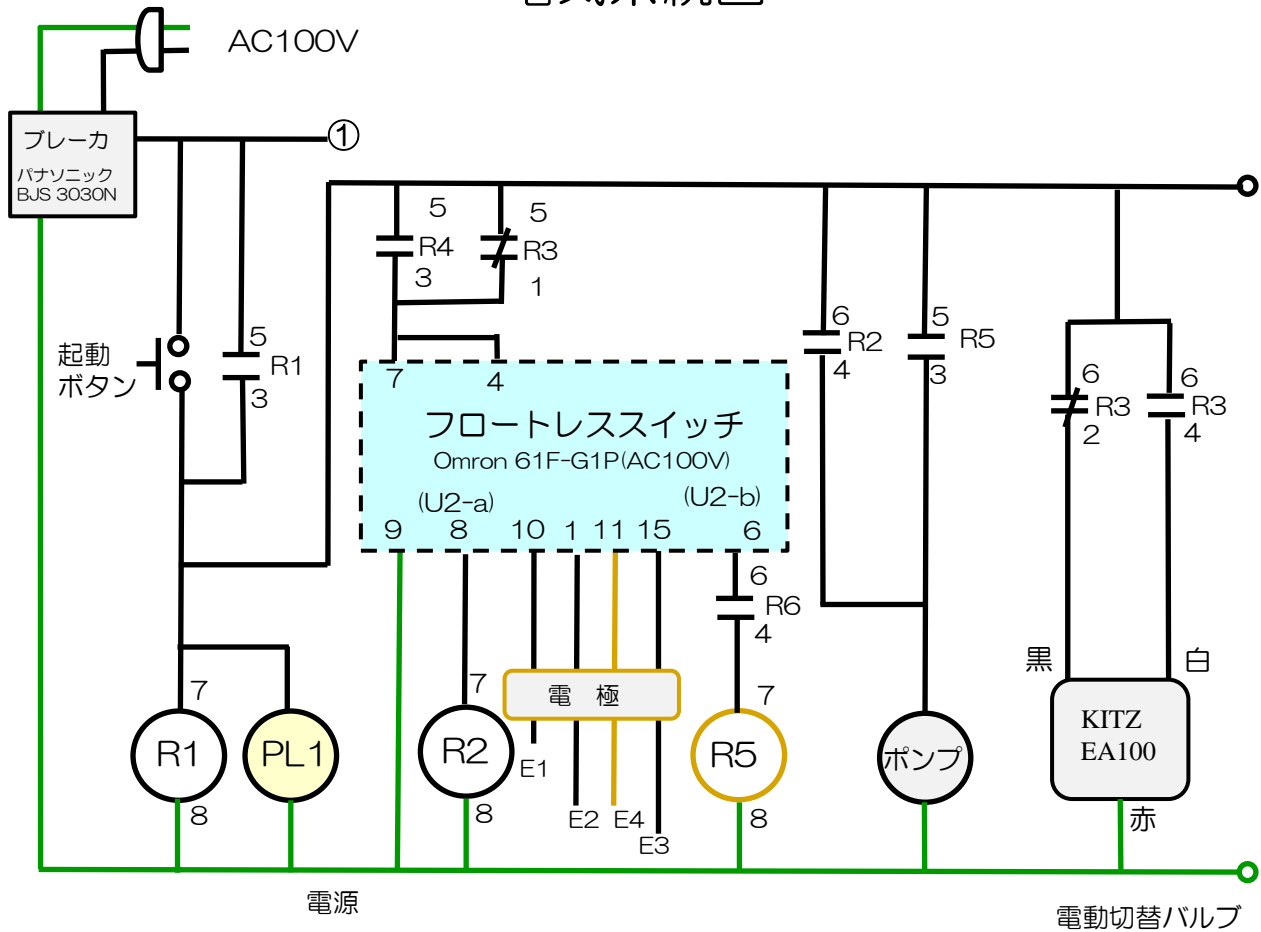 AC100V
ブレーカ
パナソニック
BJS 3030N
①
5
R4
3
5
R3
1
起動
ボタン
5
R1
3
6
R2
4
5
R5
3
6
R3
2
6
R3
4
7
4
フロートレススイッチ
Omron 61F-G1P(AC100V)
(U2-a)
(U2-b)
9
8
10
1
11
15
6
6
R6
4
黒
白
7
R1
8
PL1
7
R2
8
電 極
E1
E2
E4
E3
7
R5
8
ポンプ
KITZ
EA100
赤
電源
電動切替バルブ